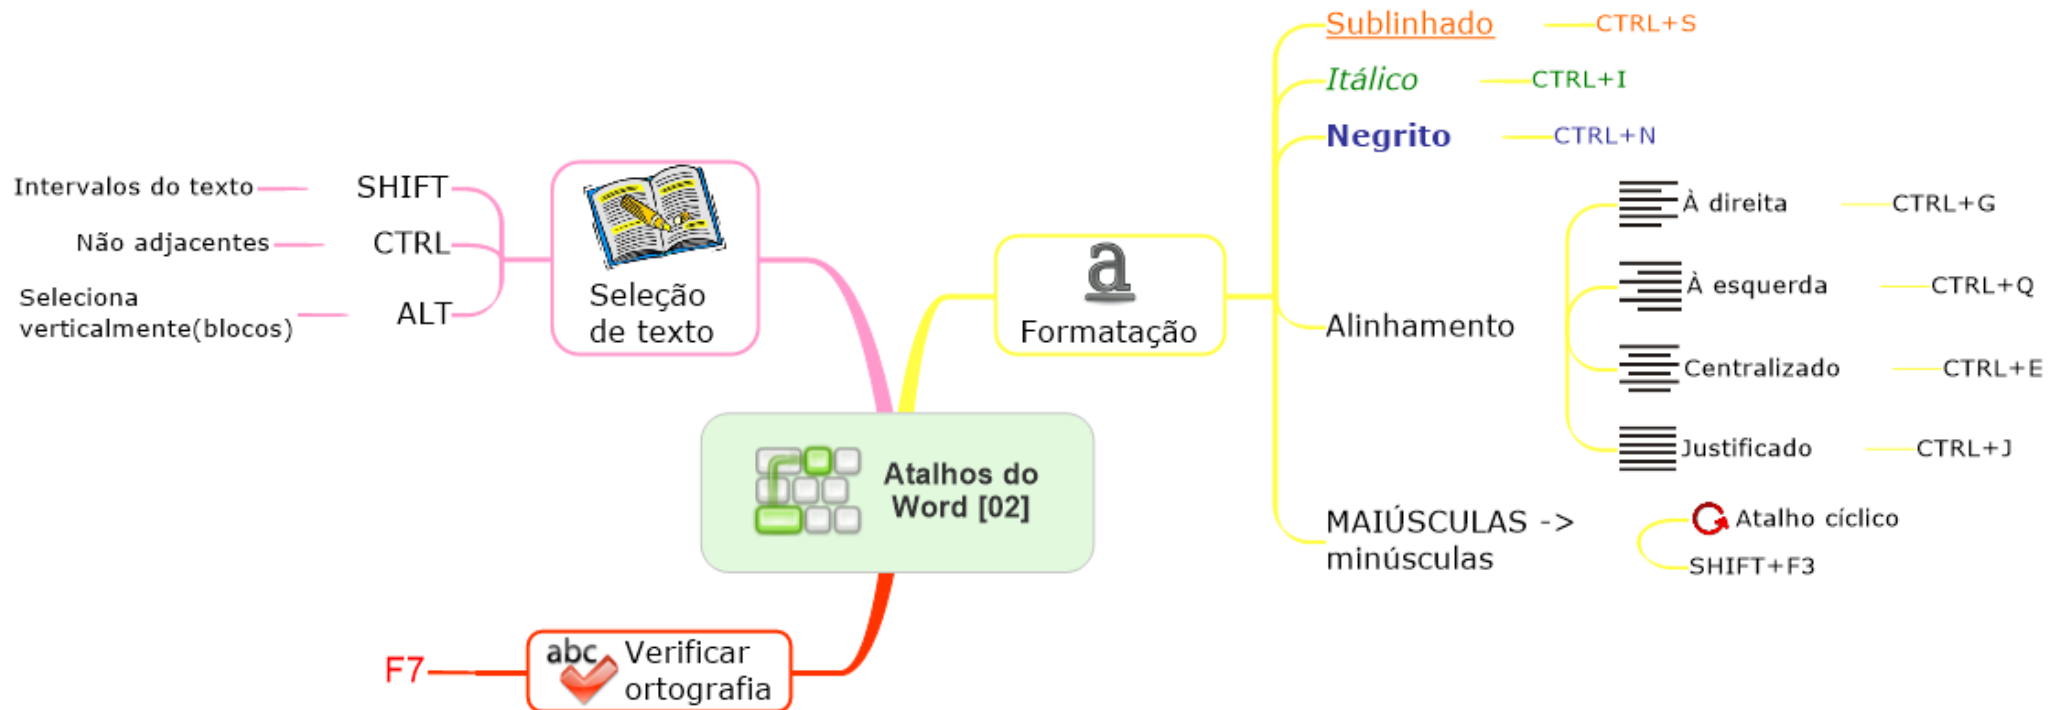 Atalhos do
Word [02]
Seleção
de texto
SHIFT
Intervalos do texto
CTRL
Não adjacentes
ALT
Seleciona
verticalmente(blocos)
a
Formatação
Sublinhado
CTRL+S
Itálico
CTRL+I
Negrito
CTRL+N
Alinhamento
À direita
CTRL+G
À esquerda
CTRL+Q
Centralizado
CTRL+E
Justificado
CTRL+J
MAIÚSCULAS ->
minúsculas
Atalho cíclico
SHIFT+F3
abc
Verificar
ortografia
F7